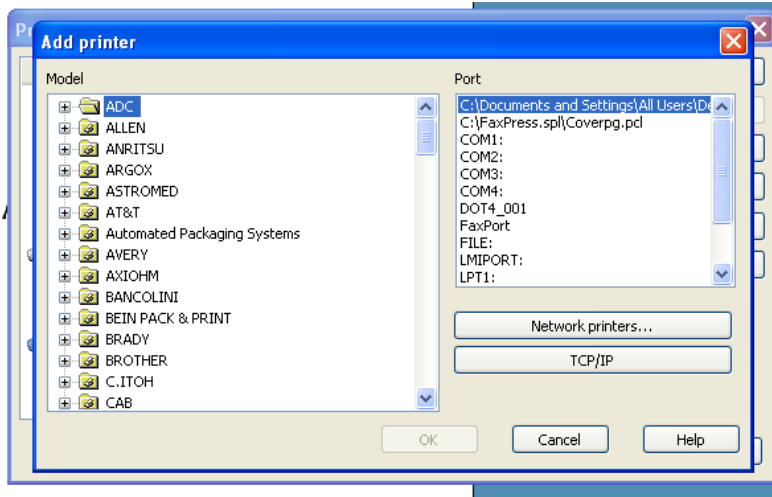 Pr
Add printer
Model
ADC
ALLEN
ANRITSU
ARGOX
ASTROMED
AT&T
Automated Packaging Systems
AVERY
AXIOHM
BANCOLINI
BEIN PACK & PRINT
BRADY
BROTHER
C.ITOH
CAB
Port
C:\Documents and Settings\All Users\De
C:\FaxPress.spl\Coverpg.pcl
COM1:
COM2:
COM3:
COM4:
DOT4_001
FaxPort
FILE:
LMIPORT:
LPT1:
Network printers...
TCP/IP
OK
Cancel
Help